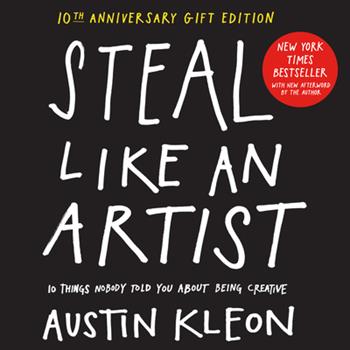 10TH ANNIVERSARY GIFT EDITION
STEAL
LIKE AN
ARTIST
NEW YORK
TIMES
BESTSELLER
WITH NEW AFTERWORD
BY THE AUTHOR
10 THINGS NOBODY TOLD YOU ABOUT BEING CREATIVE
AUSTIN KLEON